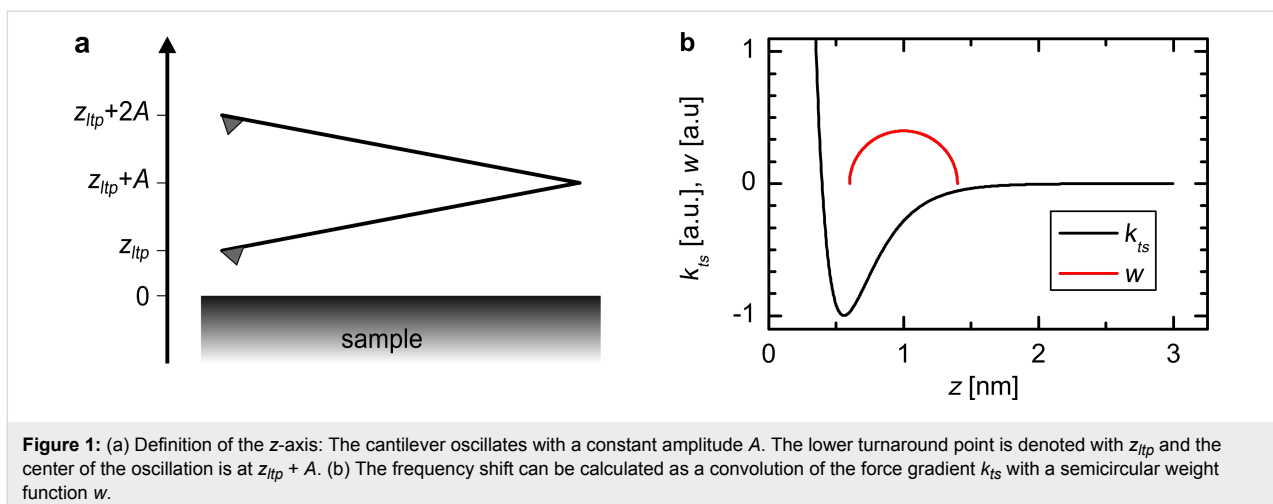 a
z_ltp+2A
z_ltp+A
z_ltp
0
sample
b
k_ts [a.u.], w [a.u]
1
0
-1
k_ts
w
0 1 2 3
z [nm]
Figure 1: (a) Definition of the z-axis: The cantilever oscillates with a constant amplitude A. The lower turnaround point is denoted with z_ltp and the
center of the oscillation is at z_ltp + A. (b) The frequency shift can be calculated as a convolution of the force gradient k_ts with a semicircular weight
function w.